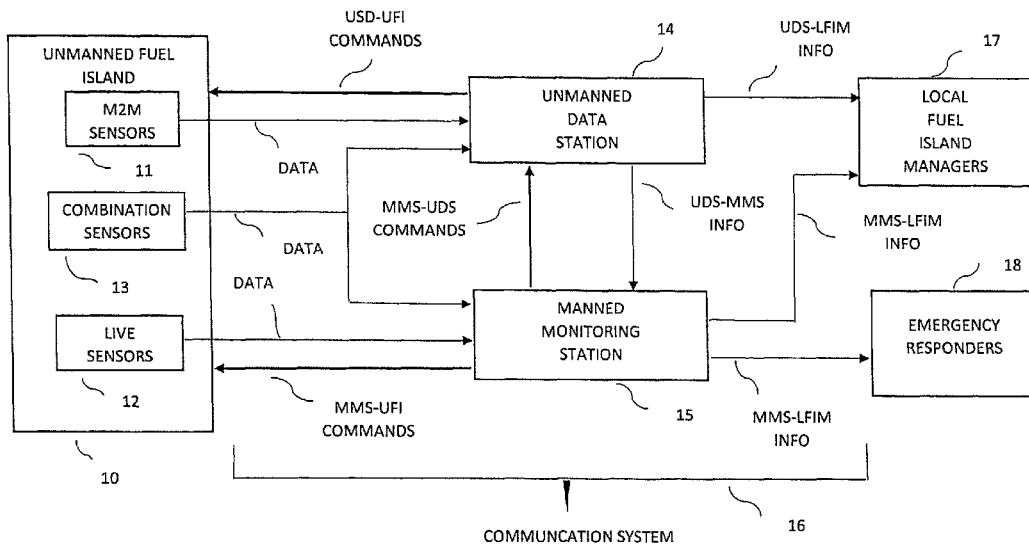 USD-UFI
COMMANDS
14
UDS-LFIM
INFO
17
UNMANNED FUEL
ISLAND
M2M
SENSORS
11
DATA
UNMANNED
DATA
STATION
LOCAL
FUEL
ISLAND
MANAGERS
COMBINATION
SENSORS
13
DATA
MMS-UDS
COMMANDS
UDS-MMS
INFO
MMS-LFIM
INFO
DATA
LIVE
SENSORS
12
MANNED
MONITORING
STATION
15
18
EMERGENCY
RESPONDERS
MMS-UFI
COMMANDS
MMS-LFIM
INFO
10
16
COMMUNCATION SYSTEM